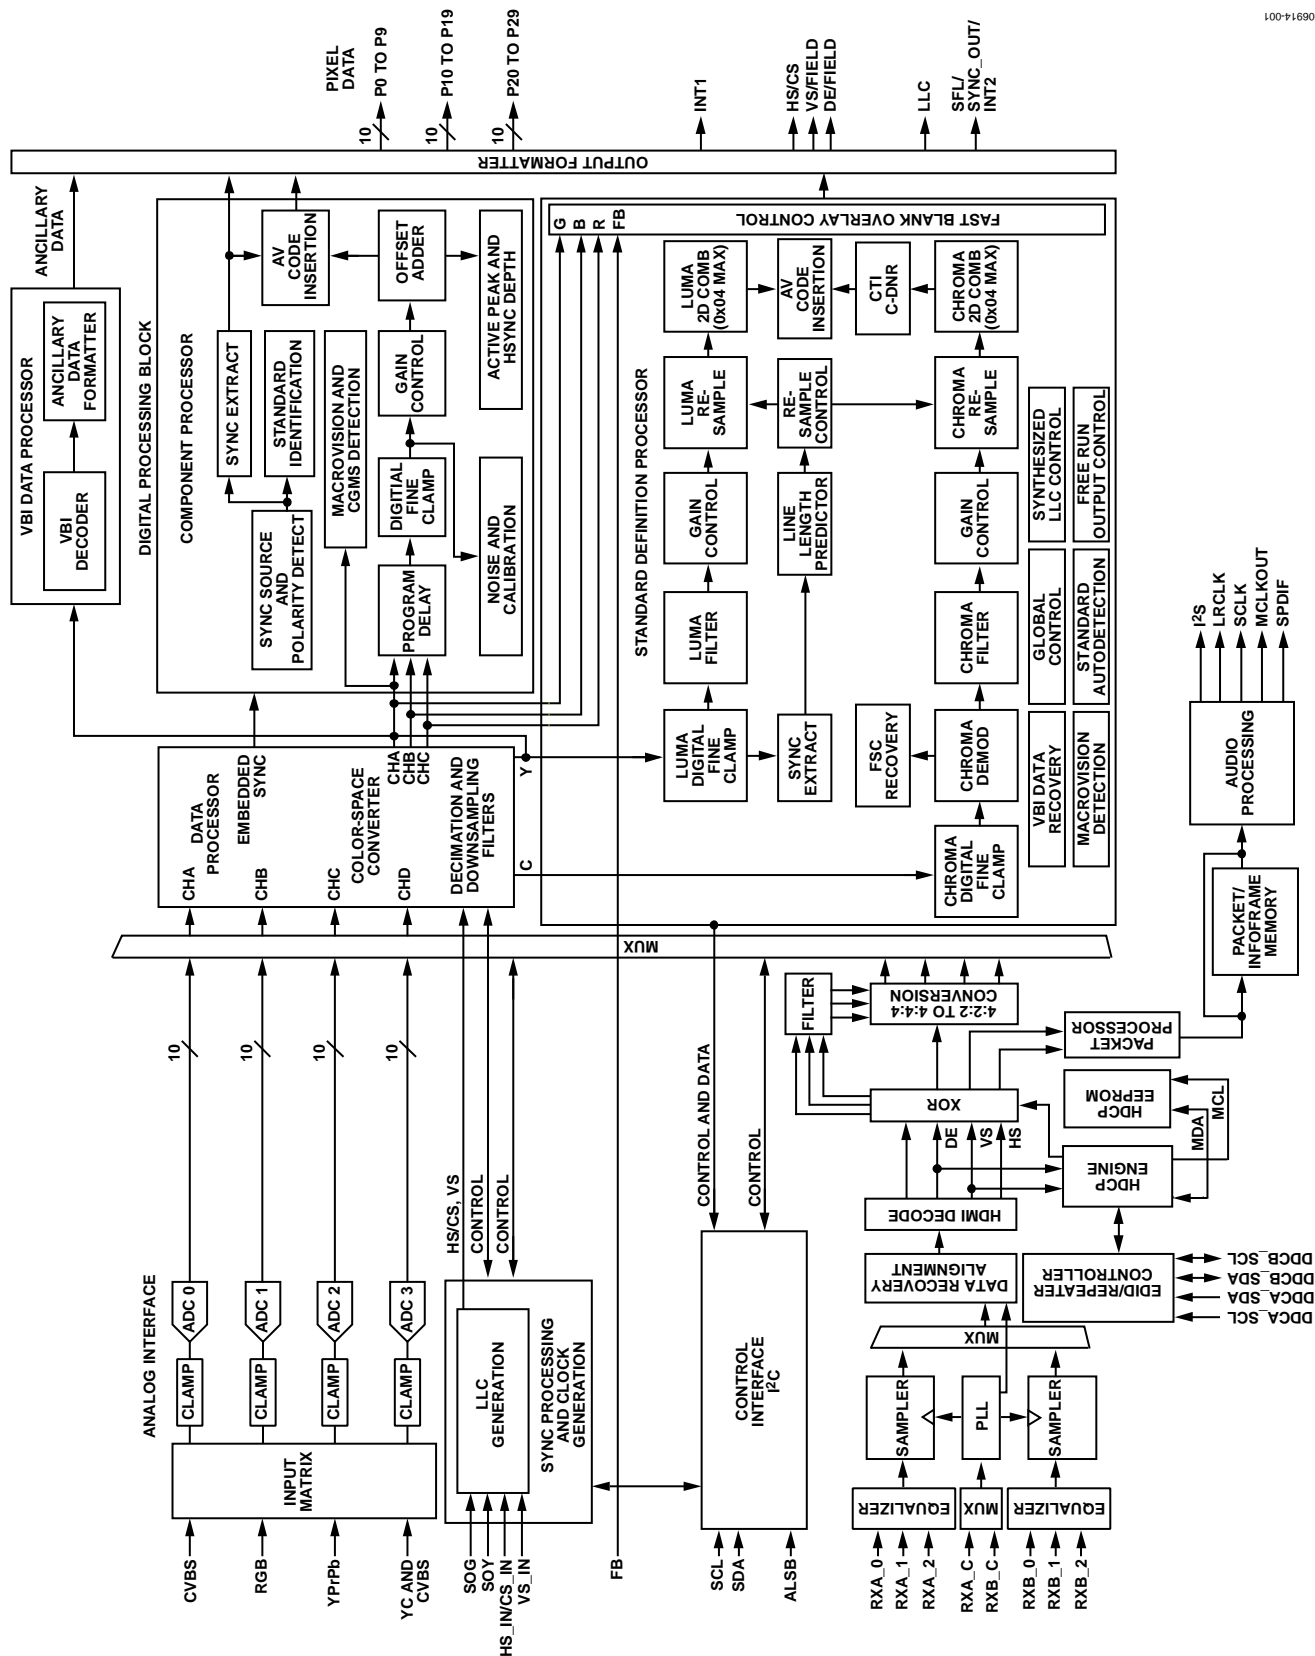 06914-001
ANALOG INTERFACE
CVBS
RGB
YPrPb
YC AND
CVBS
INPUT
MATRIX
CLAMP
CLAMP
CLAMP
CLAMP
ADC 0
ADC 1
ADC 2
ADC 3
10
10
10
10
SOG
SOY
HS_IN/CS_IN
VS_IN
LLC
GENERATION
SYNC PROCESSING
AND CLOCK
GENERATION
HS/CS, VS
CONTROL
CONTROL
FB
SCL
SDA
ALSB
CONTROL
INTERFACE
I2C
CONTROL AND DATA
CONTROL
RXA_0
RXA_1
RXA_2
RXA_C
RXB_C
RXB_0
RXB_1
RXB_2
EQUALIZER
MUX
EQUALIZER
SAMPLER
PLL
SAMPLER
MUX
DATA RECOVERY
ALIGNMENT
HDMI DECODE
DE
VS
HS
XOR
FILTER
4:2:2 TO 4:4:4
CONVERSION
EDID/REPEATER
CONTROLLER
DDCA_SCL
DDCA_SDA
DDCB_SDA
DDCB_SCL
HDCP
ENGINE
MDA
MCL
HDCP
EEPROM
PACKET
PROCESSOR
PACKET/
INFOFRAME
MEMORY
AUDIO
PROCESSING
I2S
LRCLK
SCLK
MCLKOUT
SPDIF
MUX
CHA
CHB
CHC
CHD
DATA
PROCESSOR
EMBEDDED
SYNC
COLOR-SPACE
CONVERTER
CHA
CHB
CHC
DECIMATION AND
DOWNSAMPLING
FILTERS
C
Y
VBI DATA PROCESSOR
VBI
DECODER
ANCILLARY
DATA
FORMATTER
ANCILLARY
DATA
DIGITAL PROCESSING BLOCK
COMPONENT PROCESSOR
SYNC SOURCE
AND
POLARITY DETECT
SYNC EXTRACT
STANDARD
IDENTIFICATION
MACROVISION AND
CGMS DETECTION
PROGRAM
DELAY
DIGITIAL
FINE
CLAMP
GAIN
CONTROL
OFFSET
ADDER
AV
CODE
INSERTION
NOISE AND
CALIBRATION
ACTIVE PEAK AND
HSYNC DEPTH
STANDARD DEFINITION PROCESSOR
LUMA
DIGITAL
FINE
CLAMP
LUMA
FILTER
GAIN
CONTROL
LUMA
RE-
SAMPLE
LUMA
2D COMB
(0x04 MAX)
SYNC
EXTRACT
LINE
LENGTH
PREDICTOR
RE-
SAMPLE
CONTROL
AV
CODE
INSERTION
FSC
RECOVERY
CTI
C-DNR
CHROMA
DIGITAL
FINE
CLAMP
CHROMA
DEMOD
CHROMA
FILTER
GAIN
CONTROL
CHROMA
RE-
SAMPLE
CHROMA
2D COMB
(0x04 MAX)
VBI DATA
RECOVERY
GLOBAL
CONTROL
SYNTHESIZED
LLC CONTROL
MACROVISION
DETECTION
STANDARD
AUTODETECTION
FREE RUN
OUTPUT CONTROL
G
B
R
FB
FAST BLANK OVERLAY CONTROL
OUTPUT FORMATTER
PIXEL
DATA
10
P0 TO P9
10
P10 TO P19
10
P20 TO P29
INT1
HS/CS
VS/FIELD
DE/FIELD
LLC
SFL/
SYNC_OUT/
INT2